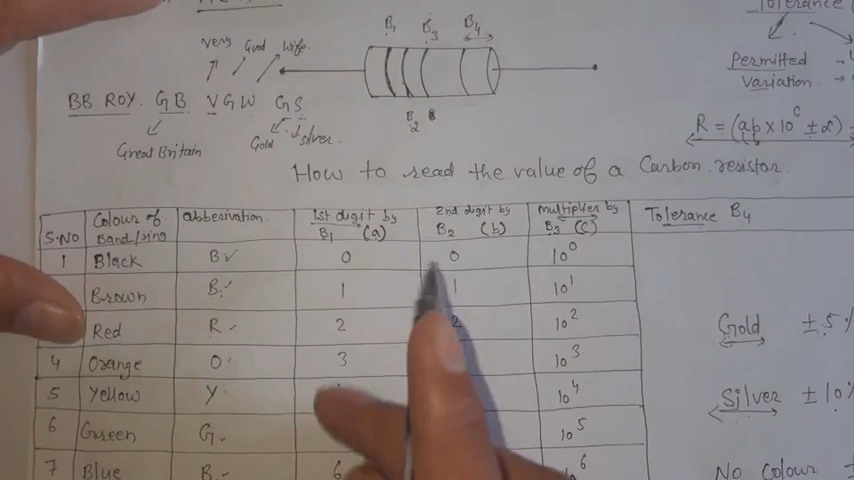 Tolerance (
B1 B3 B4
Very Good Wife.
Permitted
Variation.
BB ROY. GB VGW GS
B2
Great Britain Gold silver.
R = (ab x 10^c ± α)
How to read the value of a Carbon resistor.
S.No Colour of Band/ring Abberivation. 1st digit by B1 (a) 2nd digit by B2 (b) Multiplier by B3 (c) Tolerance B4
1 Black B✓ 0 0 10^0
Brown B 1 1 10^1
Red R 2 2 10^2
Gold ±5%
4 Orange O 3 10^3
5 Yellow Y 10^4
Silver ±10%
6 Green G 10^5
7 Blue B 6 6
No Colour ±